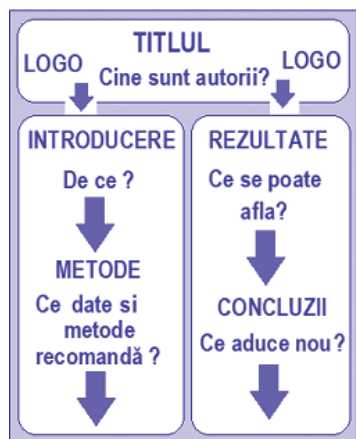 TITLUL
LOGO
LOGO
Cine sunt autorii?
INTRODUCERE
De ce ?
METODE
Ce date si
metode
recomandă ?
REZULTATE
Ce se poate
afla?
CONCLUZII
Ce aduce nou ?